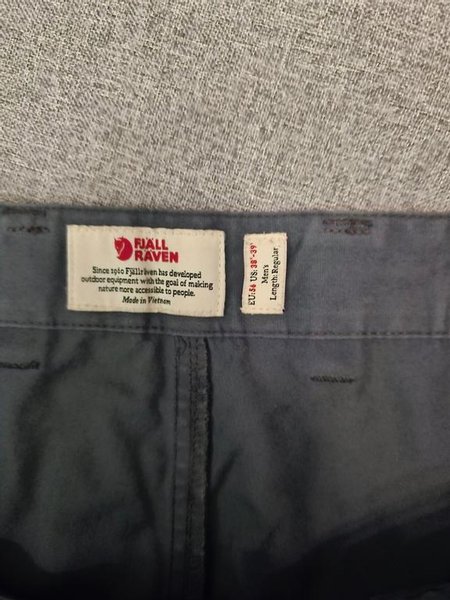 FJÄLL
RÄVEN
Since 1960 Fjällräven has developed
outdoor equipment with the goal of making
nature more accessible to people.
Made in Vietnam
EU:56 US:38"-39"
Men's
Length:Regular